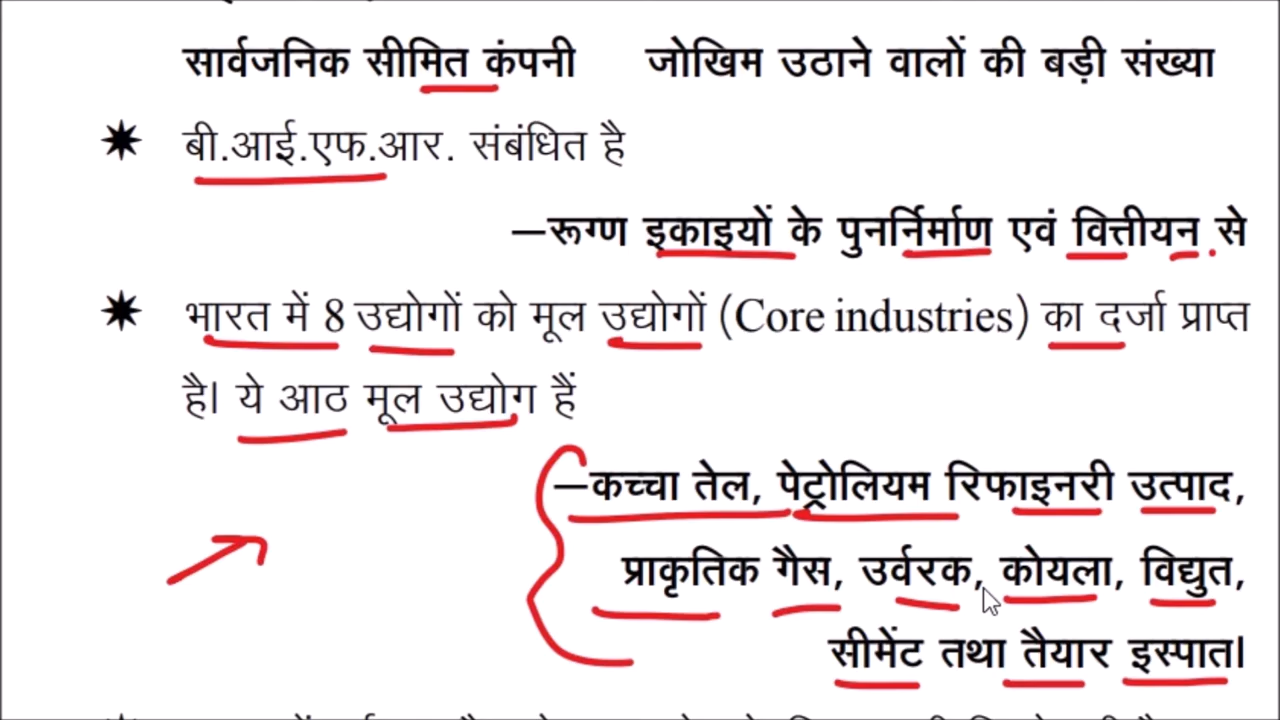 सार्वजनिक सीमित कंपनी जोखिम उठाने वालों की बड़ी संख्या
✷ बी.आई.एफ.आर. संबंधित है
—रूग्ण इकाइयों के पुनर्निर्माण एवं वित्तीयन से
✷ भारत में 8 उद्योगों को मूल उद्योगों (Core industries) का दर्जा प्राप्त
है। ये आठ मूल उद्योग हैं
—कच्चा तेल, पेट्रोलियम रिफाइनरी उत्पाद,
प्राकृतिक गैस, उर्वरक, कोयला, विद्युत,
सीमेंट तथा तैयार इस्पात।